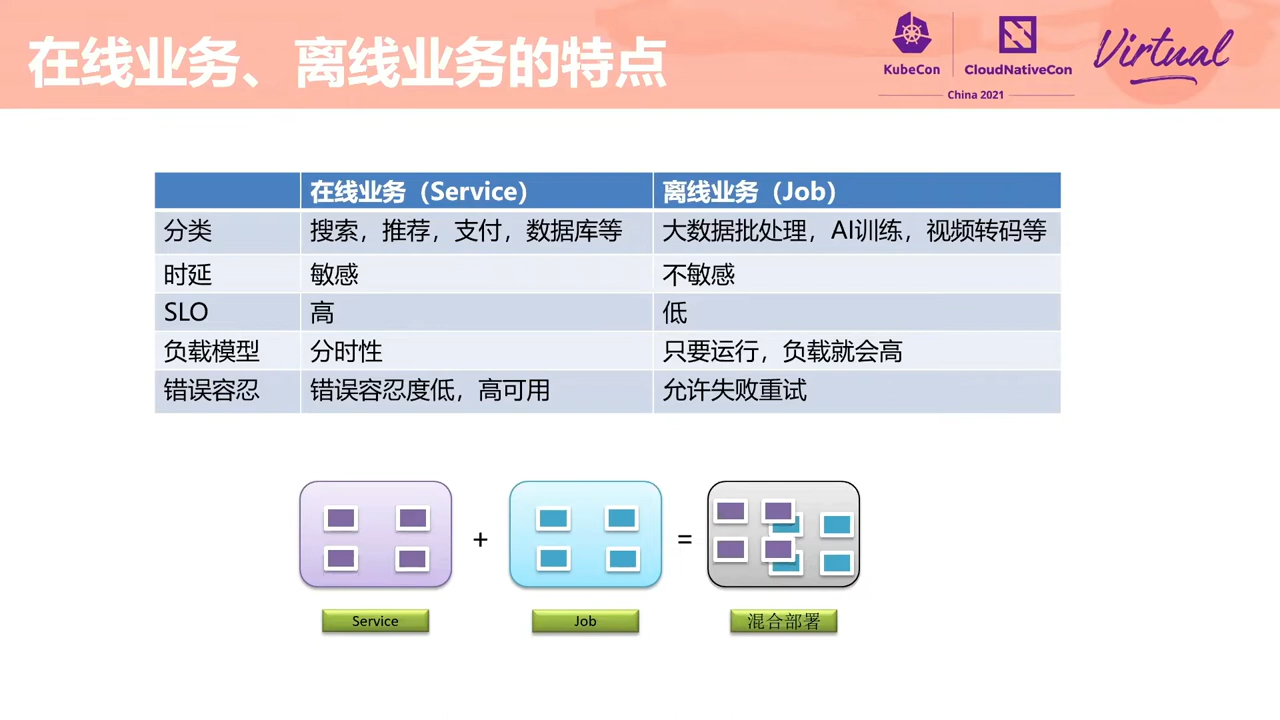 在线业务、离线业务的特点
KubeCon
CloudNativeCon
China 2021
Virtual
在线业务（Service） 离线业务（Job）
分类 搜索，推荐，支付，数据库等 大数据批处理，AI训练，视频转码等
时延 敏感 不敏感
SLO 高 低
负载模型 分时性 只要运行，负载就会高
错误容忍 错误容忍度低，高可用 允许失败重试
+ =
Service Job 混合部署